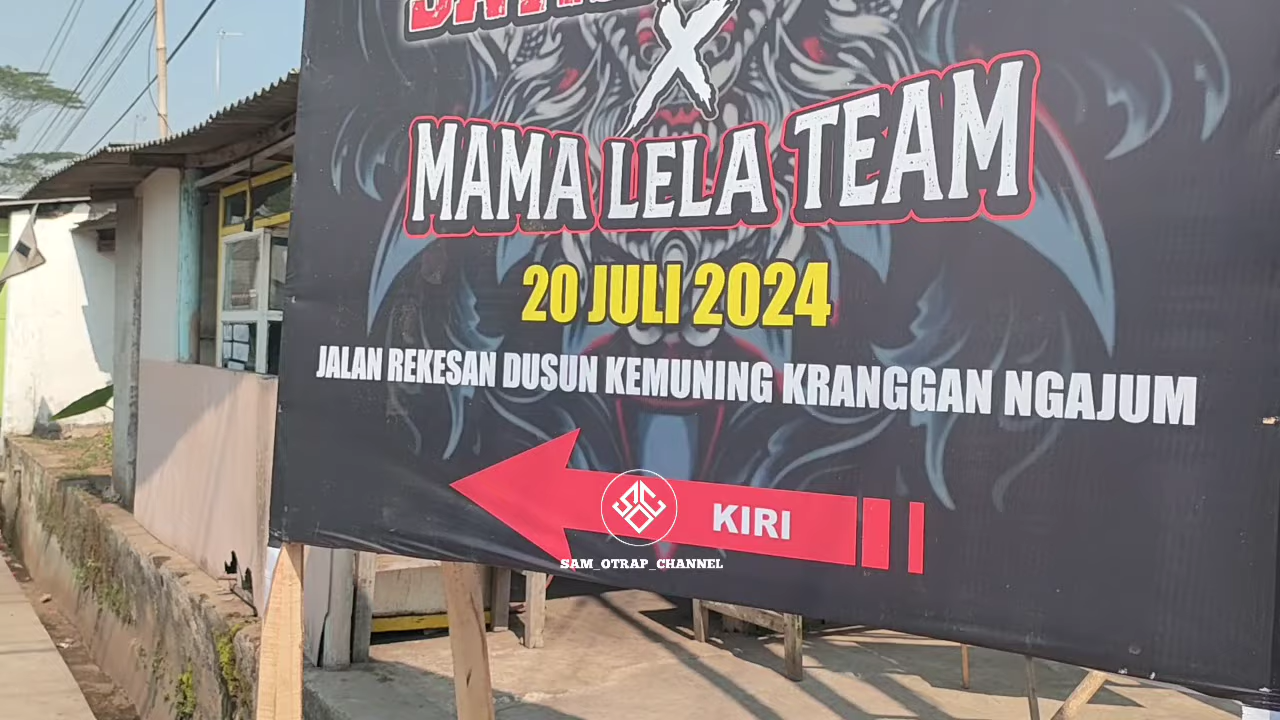 X
MAMA LELA TEAM
20 JULI 2024
JALAN REKESAN DUSUN KEMUNING KRANGGAN NGAJUM
KIRI
SAM_OTRAP_CHANNEL